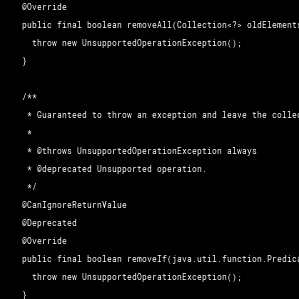 @Override
public final boolean removeAll(Collection<?> oldElements
throw new UnsupportedOperationException();
}
/**
* Guaranteed to throw an exception and leave the collec
*
* @throws UnsupportedOperationException always
* @deprecated Unsupported operation.
*/
@CanIgnoreReturnValue
@Deprecated
@Override
public final boolean removeIf(java.util.function.Predica
throw new UnsupportedOperationException();
}